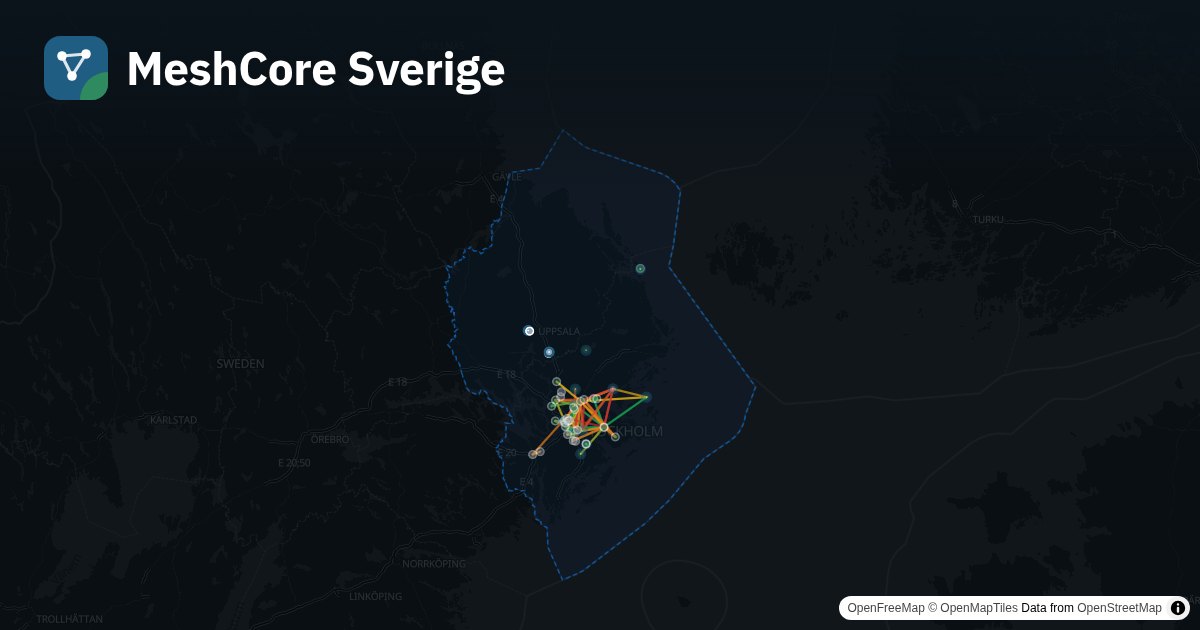 MeshCore Sverige
GÄVLE
E 4
TURKU
UPPSALA
SWEDEN
E 18
E 18
KARLSTAD
KHOLM
ÖREBRO
E 20
E 20;50
E 4
NORRKÖPING
LINKÖPING
TROLLHÄTTAN
OpenFreeMap © OpenMapTiles Data from OpenStreetMap